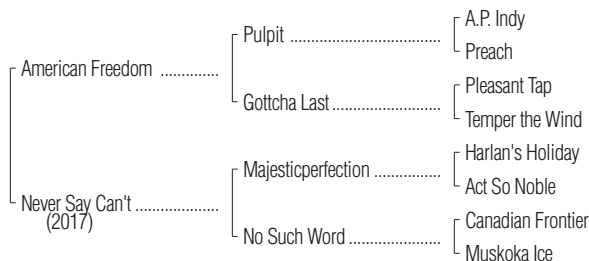 American Freedom ..............
Pulpit ........................................
A.P. Indy
Preach
Gottcha Last.............................
Pleasant Tap
Temper the Wind
Never Say Can't ....................
(2017)
Majesticperfection .................
Harlan's Holiday
Act So Noble
No Such Word ........................
Canadian Frontier
Muskoka Ice